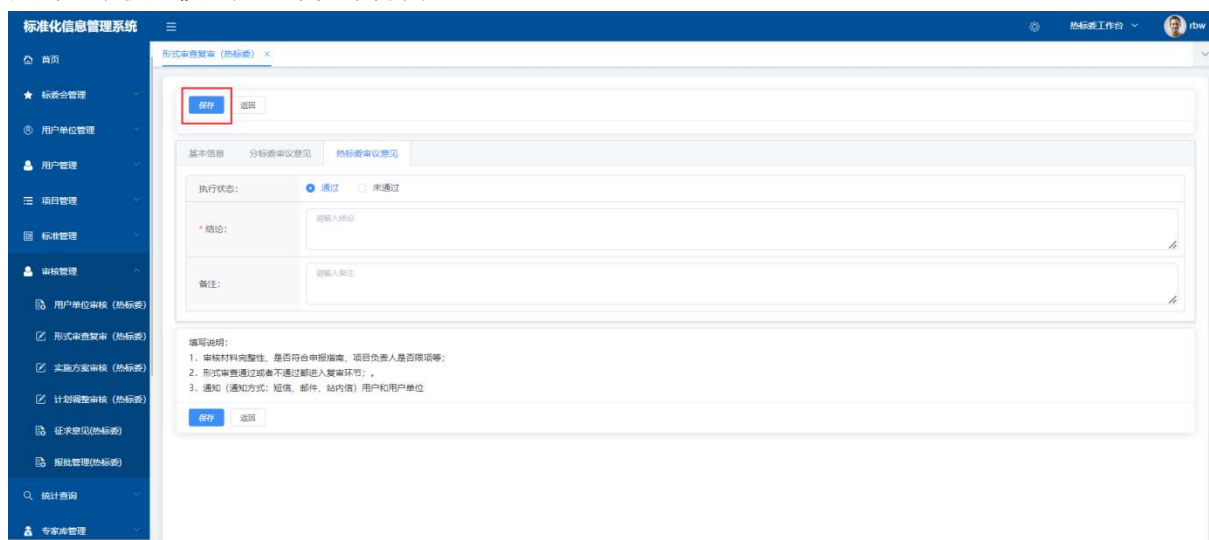 标准化信息管理系统
热标委工作台
rbw
首页
形式审查复审（热标委） ×
标委会管理
保存 返回
用户单位管理
基本信息 分标委审议意见 热标委审议意见
用户管理
执行状态: 通过 未通过
项目管理
请输入结论
* 结论:
标准管理
审核管理
请输入备注
备注:
用户单位审核（热标委）
形式审查复审（热标委）
填写说明:
1、审核材料完整性、是否符合申报指南、项目负责人是否限项等;
实施方案审核（热标委）
2、形式审查通过或者不通过都进入复审环节; 。
3、通知（通知方式: 短信、邮件、站内信）用户和用户单位
计划调整审核（热标委）
保存 返回
征求意见(热标委)
报批管理(热标委)
统计查询
专家库管理